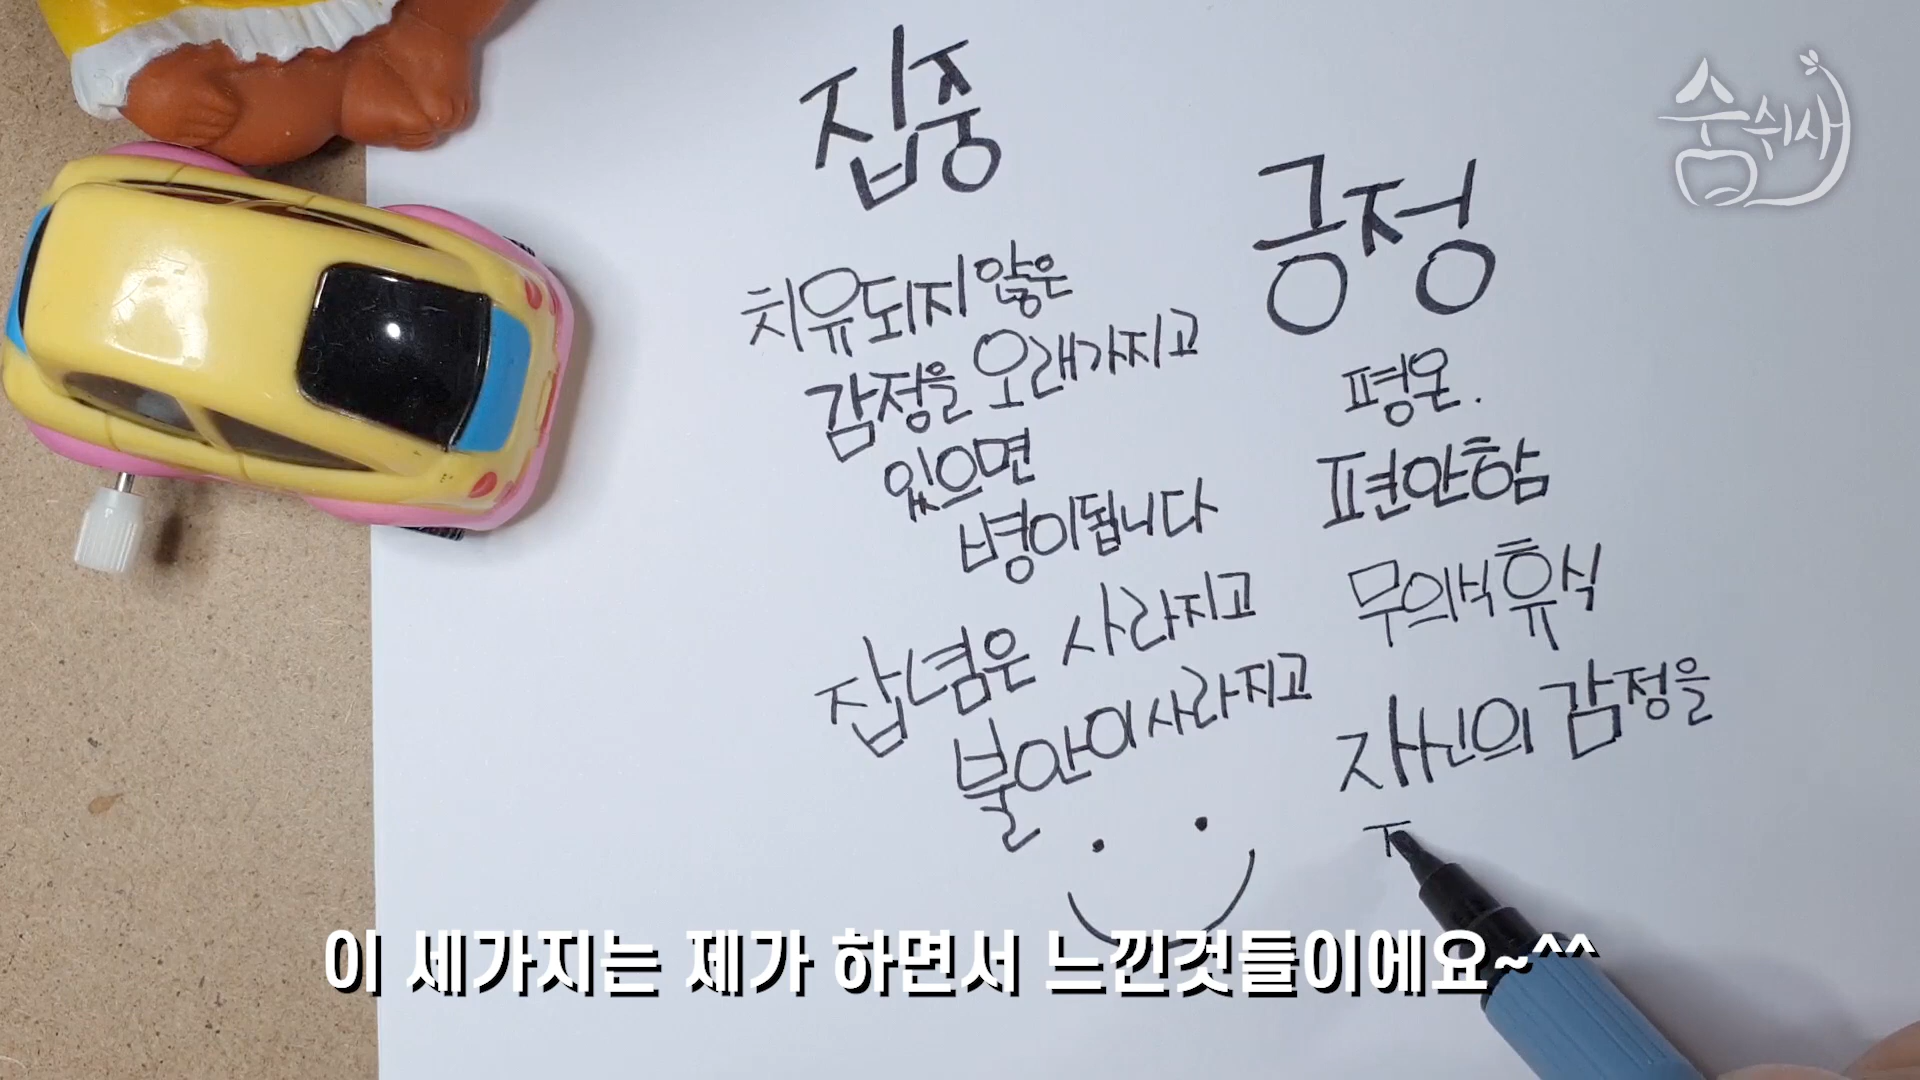 집중
치유되지 않은
감정을 오래가지고
있으면
병이됩니다
잡념은 사라지고
불안이사라지고
긍정
평온.
편안함
무의식휴식
자신의 감정을
숨쉬새
이 세가지는 제가 하면서 느낀것들이에요~^^